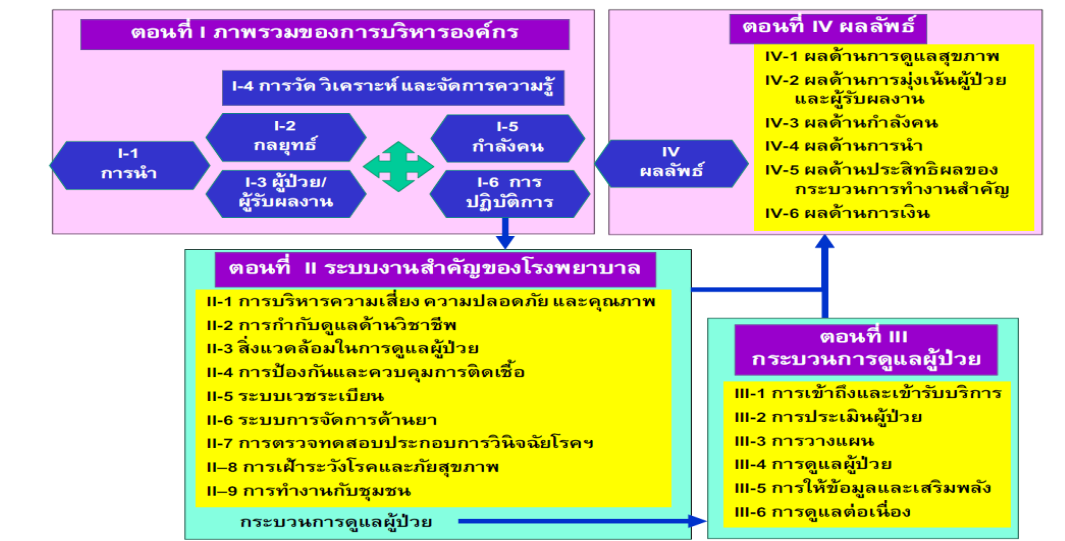 ตอนที่ I ภาพรวมของการบริหารองค์กร
I-4 การวัด วิเคราะห์ และจัดการความรู้
I-1
การนำ
I-2
กลยุทธ์
I-3 ผู้ป่วย/
ผู้รับผลงาน
I-5
กำลังคน
I-6 การ
ปฏิบัติการ
IV
ผลลัพธ์
ตอนที่ IV ผลลัพธ์
IV-1 ผลด้านการดูแลสุขภาพ
IV-2 ผลด้านการมุ่งเน้นผู้ป่วย
และผู้รับผลงาน
IV-3 ผลด้านกำลังคน
IV-4 ผลด้านการนำ
IV-5 ผลด้านประสิทธิผลของ
กระบวนการทำงานสำคัญ
IV-6 ผลด้านการเงิน
ตอนที่ II ระบบงานสำคัญของโรงพยาบาล
II-1 การบริหารความเสี่ยง ความปลอดภัย และคุณภาพ
II-2 การกำกับดูแลด้านวิชาชีพ
II-3 สิ่งแวดล้อมในการดูแลผู้ป่วย
II-4 การป้องกันและควบคุมการติดเชื้อ
II-5 ระบบเวชระเบียน
II-6 ระบบการจัดการด้านยา
II-7 การตรวจทดสอบประกอบการวินิจฉัยโรคฯ
II–8 การเฝ้าระวังโรคและภัยสุขภาพ
II–9 การทำงานกับชุมชน
กระบวนการดูแลผู้ป่วย
ตอนที่ III
กระบวนการดูแลผู้ป่วย
III-1 การเข้าถึงและเข้ารับบริการ
III-2 การประเมินผู้ป่วย
III-3 การวางแผน
III-4 การดูแลผู้ป่วย
III-5 การให้ข้อมูลและเสริมพลัง
III-6 การดูแลต่อเนื่อง